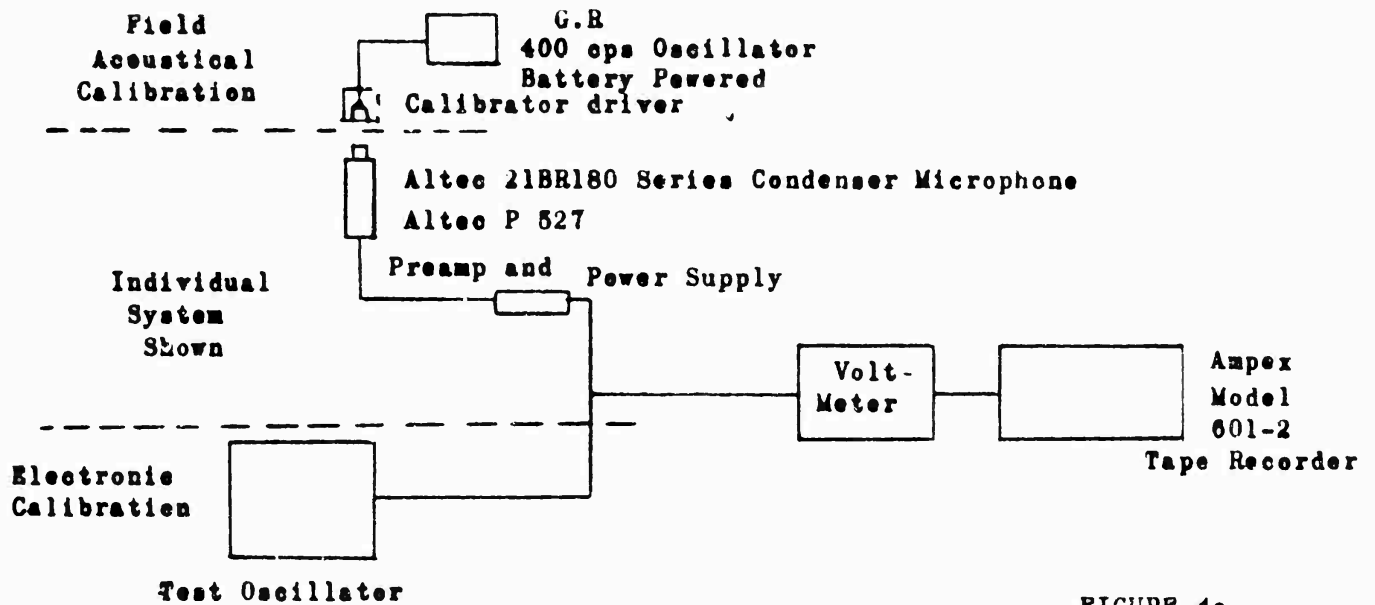 Field
Acoustical
Calibration
G.R
400 cps Oscillator
Battery Powered
Calibrator driver
Altec 21BR180 Series Condenser Microphone
Altec P 527
Preamp and Power Supply
Individual
System
Shown
Volt-
Meter
Ampex
Model
601-2
Tape Recorder
Electronic
Calibration
Test Oscillator